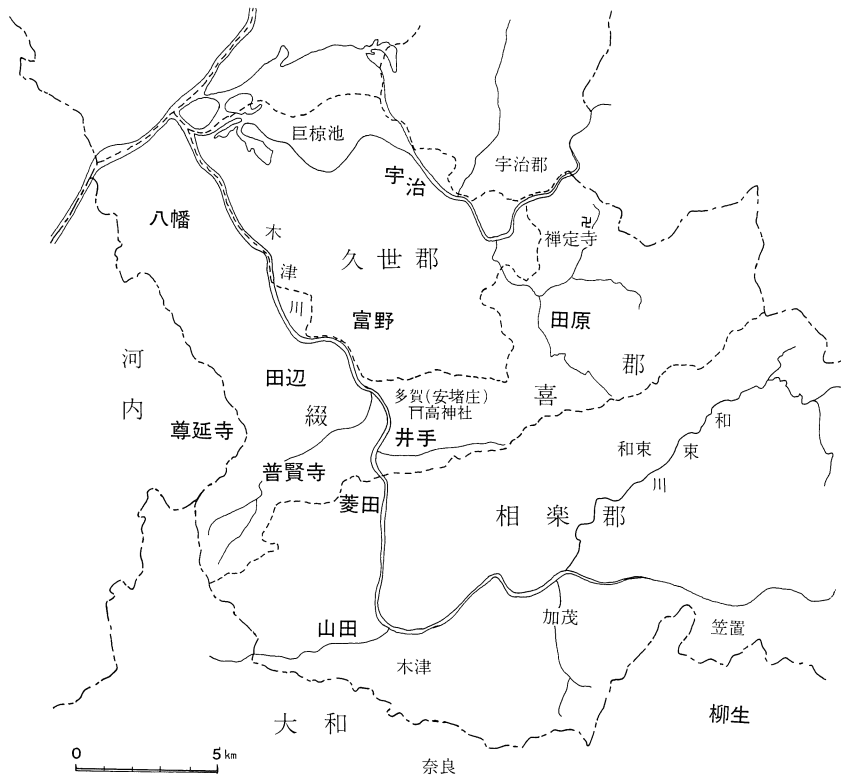 巨椋池
宇治郡
宇治
八幡
卍
禅定寺
木津川
久世郡
富野
田原
河内
田辺
多賀(安堵庄)
⛩高神社
綴喜郡
井手
尊延寺
普賢寺
菱田
和束
和束川
相楽郡
加茂
山田
笠置
木津
柳生
大和
奈良
0 5km